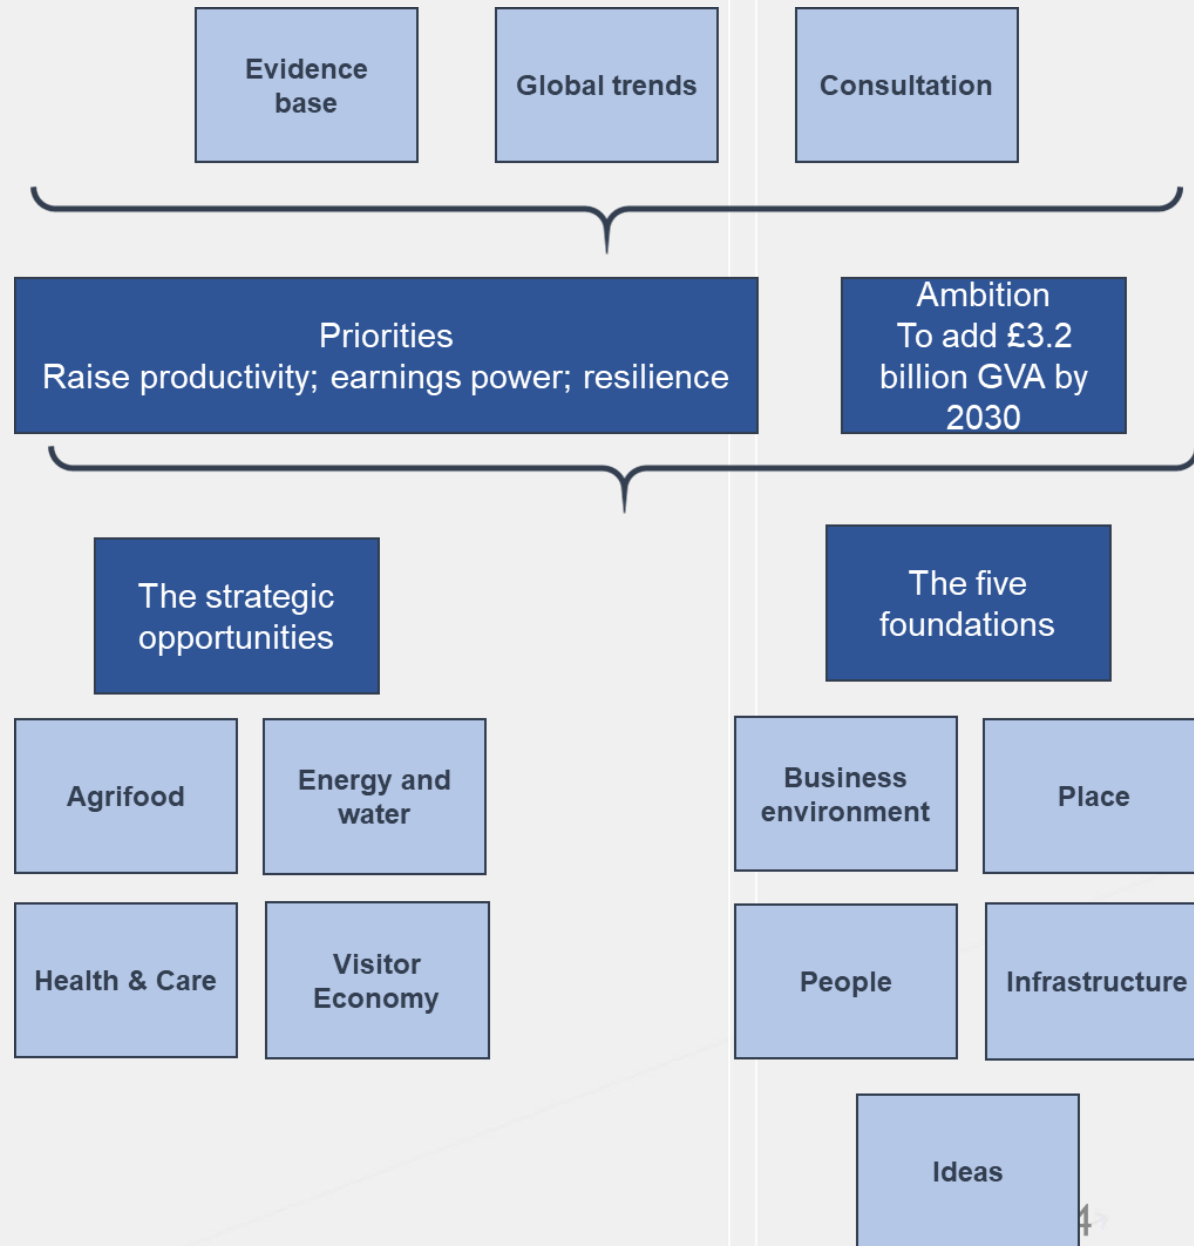 Evidence
base
Global trends
Consultation
Priorities
Raise productivity; earnings power; resilience
Ambition
To add £3.2
billion GVA by
2030
The strategic
opportunities
The five
foundations
Agrifood
Energy and
water
Business
environment
Place
Health & Care
Visitor
Economy
People
Infrastructure
Ideas
4